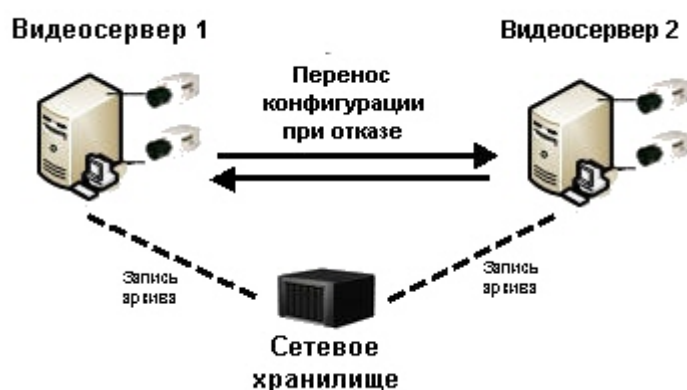 Видеосервер 1
Видеосервер 2
Перенос
конфигурации
при отказе
Запись
архива
Запись
архива
Сетевое
хранилище